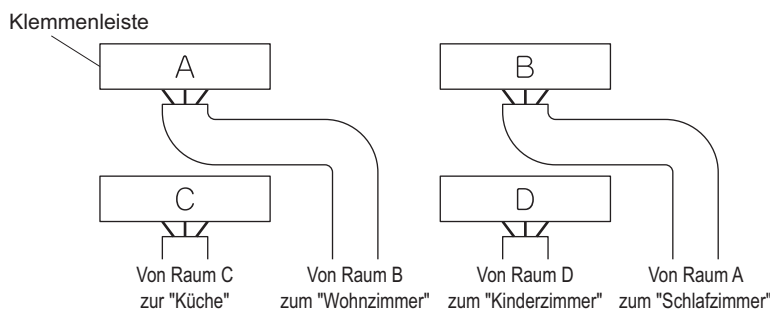 Klemmenleiste
A
B
C
D
Von Raum C
zur "Küche"
Von Raum B
zum "Wohnzimmer"
Von Raum D
zum "Kinderzimmer"
Von Raum A
zum "Schlafzimmer"